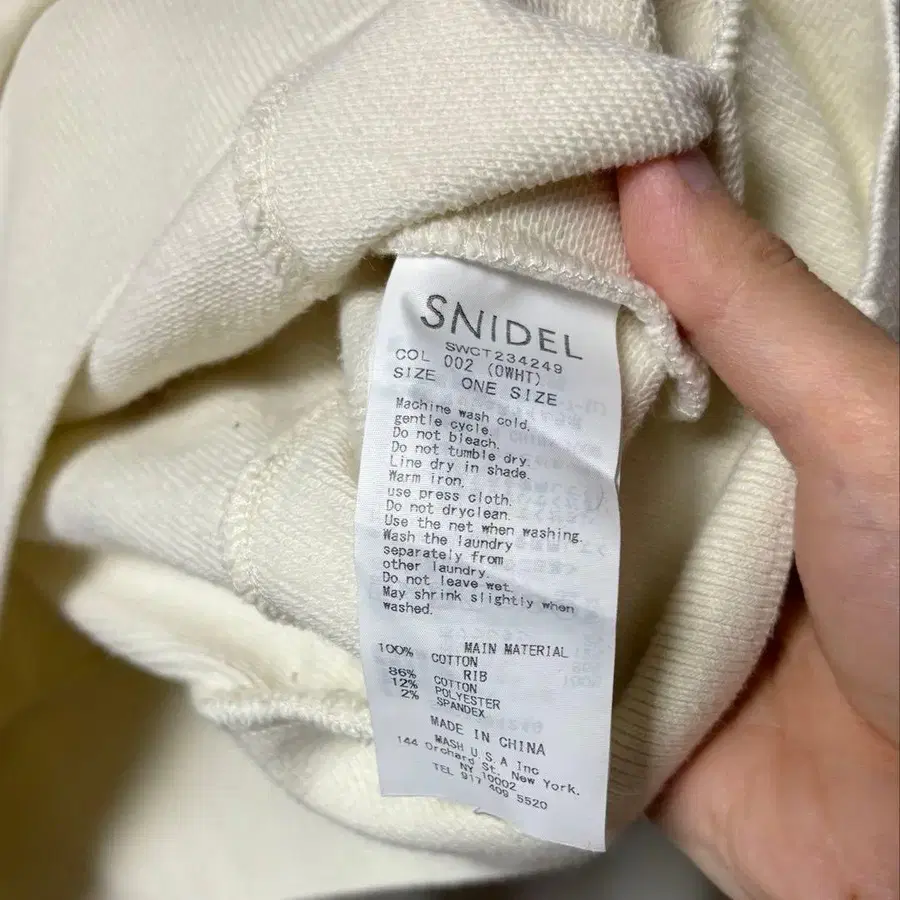 SNIDEL
SWCT234249
COL 002 (OWHT)
SIZE ONE SIZE
Machine wash cold.
gentle cycle.
Do not bleach.
Do not tumble dry.
Line dry in shade.
Warm iron.
use press cloth.
Do not dryclean.
Use the net when washing.
Wash the laundry
separately from
other laundry.
Do not leave wet.
May shrink slightly when
washed.
MAIN MATERIAL
100% COTTON
RIB
86% COTTON
12% POLYESTER
2% SPANDEX
MADE IN CHINA
MASH U.S.A Inc
144 Orchard St. New York.
NY 10002
TEL 917 409 5520